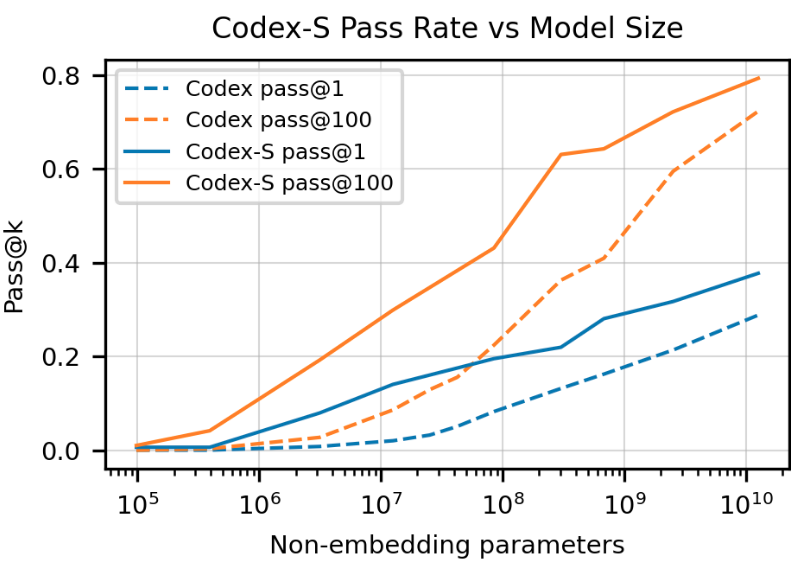 Codex-S Pass Rate vs Model Size
Codex pass@1
Codex pass@100
Codex-S pass@1
Codex-S pass@100
Pass@k
0.8
0.6
0.4
0.2
0.0
10⁵ 10⁶ 10⁷ 10⁸ 10⁹ 10¹⁰
Non-embedding parameters